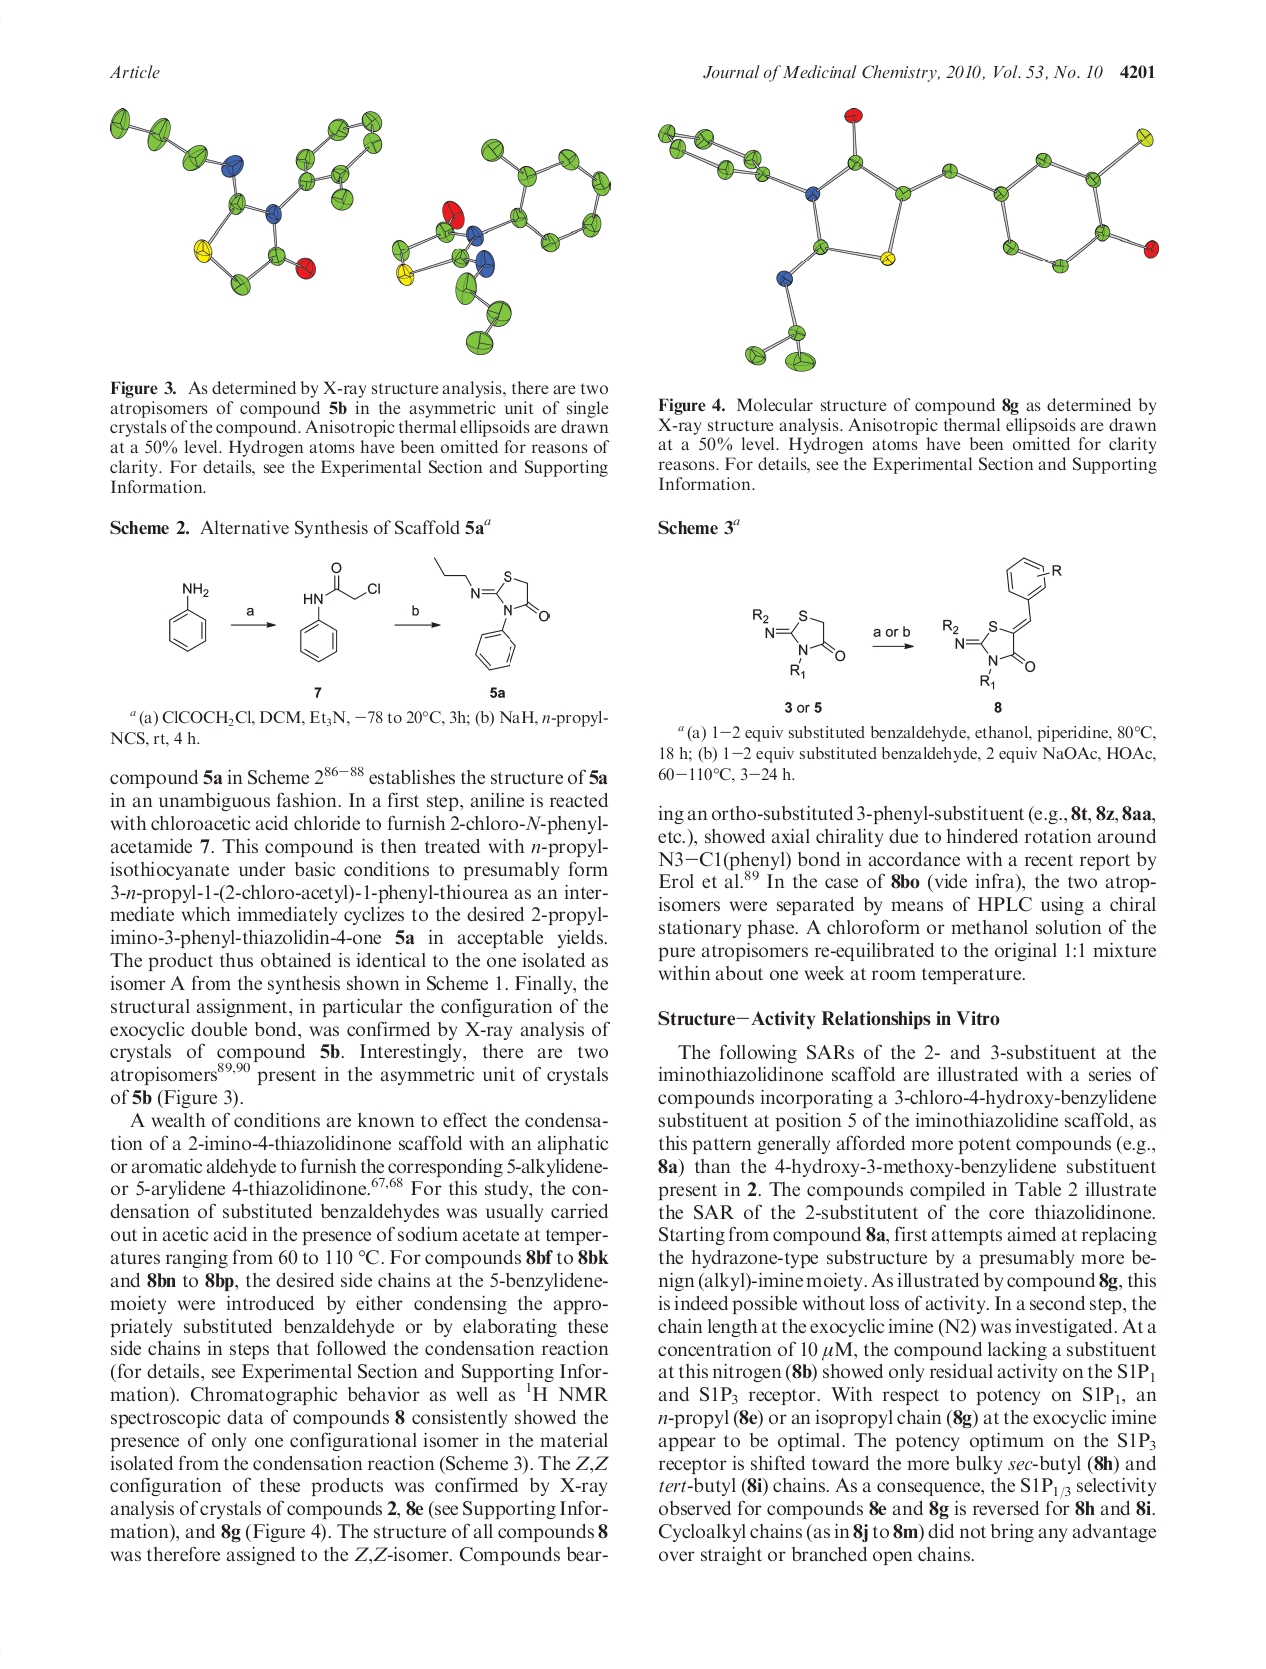 Article
Journal of Medicinal Chemistry, 2010, Vol. 53, No. 10 4201
Figure 3. As determined by X-ray structure analysis, there are two
atropisomers of compound 5b in the asymmetric unit of single
crystals of the compound. Anisotropic thermal ellipsoids are drawn
at a 50% level. Hydrogen atoms have been omitted for reasons of
clarity. For details, see the Experimental Section and Supporting
Information.
Scheme 2. Alternative Synthesis of Scaffold 5a^a
NH2
a
O
HN
Cl
b
N
S
N
O
7
5a
^a (a) ClCOCH2Cl, DCM, Et3N, −78 to 20°C, 3h; (b) NaH, n-propyl-
NCS, rt, 4 h.
compound 5a in Scheme 2^86−88 establishes the structure of 5a
in an unambiguous fashion. In a first step, aniline is reacted
with chloroacetic acid chloride to furnish 2-chloro-N-phenyl-
acetamide 7. This compound is then treated with n-propyl-
isothiocyanate under basic conditions to presumably form
3-n-propyl-1-(2-chloro-acetyl)-1-phenyl-thiourea as an inter-
mediate which immediately cyclizes to the desired 2-propyl-
imino-3-phenyl-thiazolidin-4-one 5a in acceptable yields.
The product thus obtained is identical to the one isolated as
isomer A from the synthesis shown in Scheme 1. Finally, the
structural assignment, in particular the configuration of the
exocyclic double bond, was confirmed by X-ray analysis of
crystals of compound 5b. Interestingly, there are two
atropisomers^89,90 present in the asymmetric unit of crystals
of 5b (Figure 3).
A wealth of conditions are known to effect the condensa-
tion of a 2-imino-4-thiazolidinone scaffold with an aliphatic
or aromatic aldehyde to furnish the corresponding 5-alkylidene-
or 5-arylidene 4-thiazolidinone.^67,68 For this study, the con-
densation of substituted benzaldehydes was usually carried
out in acetic acid in the presence of sodium acetate at temper-
atures ranging from 60 to 110 °C. For compounds 8bf to 8bk
and 8bn to 8bp, the desired side chains at the 5-benzylidene-
moiety were introduced by either condensing the appro-
priately substituted benzaldehyde or by elaborating these
side chains in steps that followed the condensation reaction
(for details, see Experimental Section and Supporting Infor-
mation). Chromatographic behavior as well as ^1H NMR
spectroscopic data of compounds 8 consistently showed the
presence of only one configurational isomer in the material
isolated from the condensation reaction (Scheme 3). The Z,Z
configuration of these products was confirmed by X-ray
analysis of crystals of compounds 2, 8e (see Supporting Infor-
mation), and 8g (Figure 4). The structure of all compounds 8
was therefore assigned to the Z,Z-isomer. Compounds bear-
Figure 4. Molecular structure of compound 8g as determined by
X-ray structure analysis. Anisotropic thermal ellipsoids are drawn
at a 50% level. Hydrogen atoms have been omitted for clarity
reasons. For details, see the Experimental Section and Supporting
Information.
Scheme 3^a
R2
N
S
N
O
R1
a or b
R
R2
N
S
N
O
R1
3 or 5
8
^a (a) 1−2 equiv substituted benzaldehyde, ethanol, piperidine, 80°C,
18 h; (b) 1−2 equiv substituted benzaldehyde, 2 equiv NaOAc, HOAc,
60−110°C, 3−24 h.
ing an ortho-substituted 3-phenyl-substituent (e.g., 8t, 8z, 8aa,
etc.), showed axial chirality due to hindered rotation around
N3−C1(phenyl) bond in accordance with a recent report by
Erol et al.^89 In the case of 8bo (vide infra), the two atrop-
isomers were separated by means of HPLC using a chiral
stationary phase. A chloroform or methanol solution of the
pure atropisomers re-equilibrated to the original 1:1 mixture
within about one week at room temperature.
Structure−Activity Relationships in Vitro
The following SARs of the 2- and 3-substituent at the
iminothiazolidinone scaffold are illustrated with a series of
compounds incorporating a 3-chloro-4-hydroxy-benzylidene
substituent at position 5 of the iminothiazolidine scaffold, as
this pattern generally afforded more potent compounds (e.g.,
8a) than the 4-hydroxy-3-methoxy-benzylidene substituent
present in 2. The compounds compiled in Table 2 illustrate
the SAR of the 2-substitutent of the core thiazolidinone.
Starting from compound 8a, first attempts aimed at replacing
the hydrazone-type substructure by a presumably more be-
nign (alkyl)-imine moiety. As illustrated by compound 8g, this
is indeed possible without loss of activity. In a second step, the
chain length at the exocyclic imine (N2) was investigated. At a
concentration of 10 μM, the compound lacking a substituent
at this nitrogen (8b) showed only residual activity on the S1P1
and S1P3 receptor. With respect to potency on S1P1, an
n-propyl (8e) or an isopropyl chain (8g) at the exocyclic imine
appear to be optimal. The potency optimum on the S1P3
receptor is shifted toward the more bulky sec-butyl (8h) and
tert-butyl (8i) chains. As a consequence, the S1P1/3 selectivity
observed for compounds 8e and 8g is reversed for 8h and 8i.
Cycloalkyl chains (as in 8j to 8m) did not bring any advantage
over straight or branched open chains.